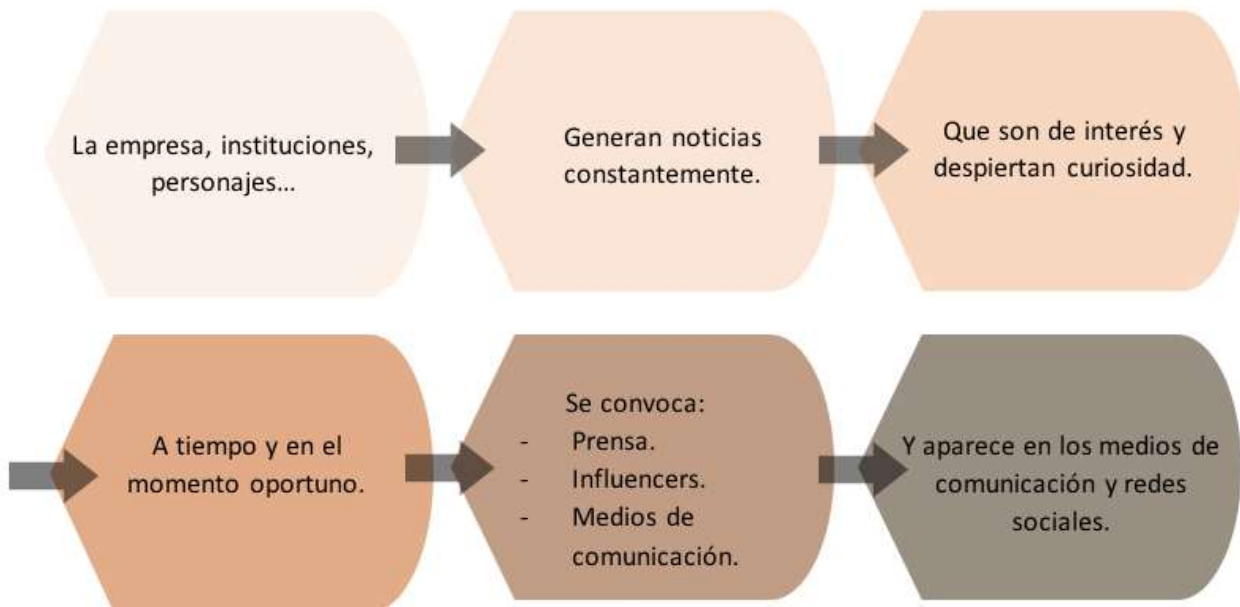 La empresa, instituciones,
personajes...
Generan noticias
constantemente.
Que son de interés y
despiertan curiosidad.
A tiempo y en el
momento oportuno.
Se convoca:
- Prensa.
- Influencers.
- Medios de
comunicación.
Y aparece en los medios de
comunicación y redes
sociales.